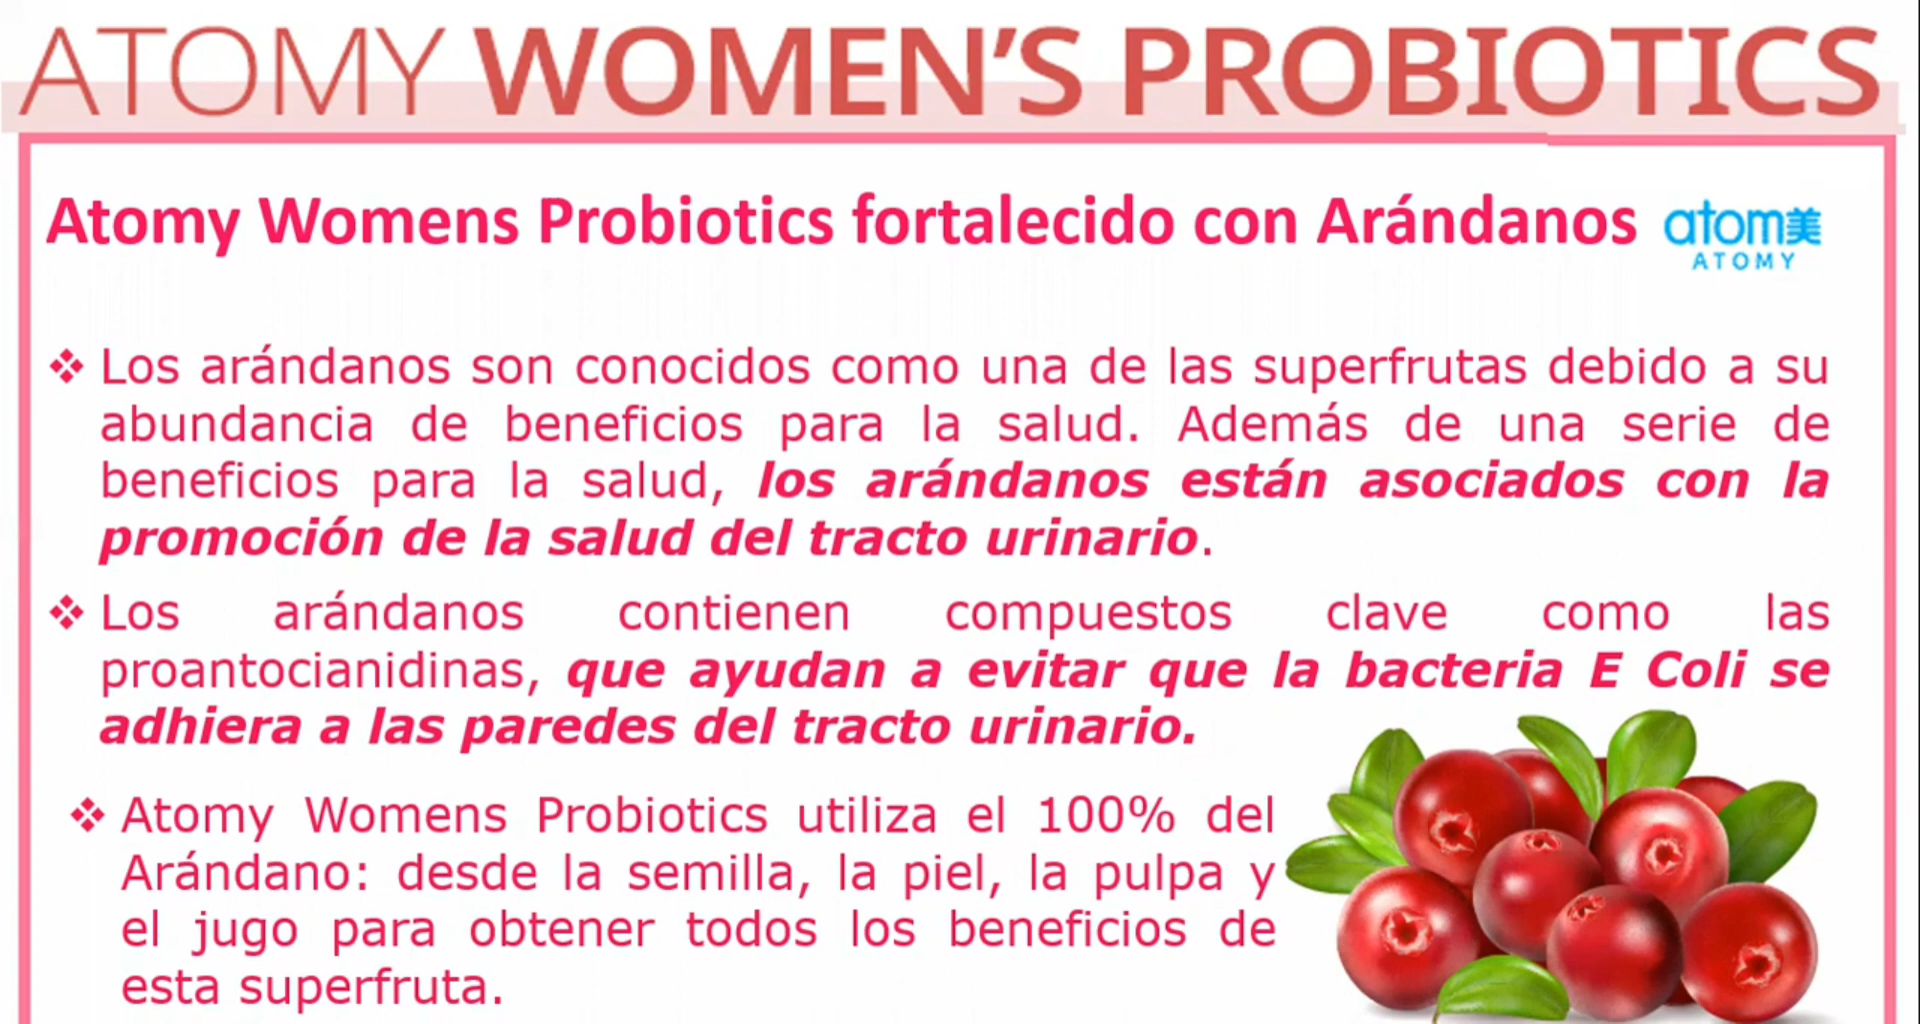 ATOMY WOMEN'S PROBIOTICS
Atomy Womens Probiotics fortalecido con Arándanos
atom美
ATOMY
❖ Los arándanos son conocidos como una de las superfrutas debido a su
abundancia de beneficios para la salud. Además de una serie de
beneficios para la salud, los arándanos están asociados con la
promoción de la salud del tracto urinario.
❖ Los arándanos contienen compuestos clave como las
proantocianidinas, que ayudan a evitar que la bacteria E Coli se
adhiera a las paredes del tracto urinario.
❖ Atomy Womens Probiotics utiliza el 100% del
Arándano: desde la semilla, la piel, la pulpa y
el jugo para obtener todos los beneficios de
esta superfruta.